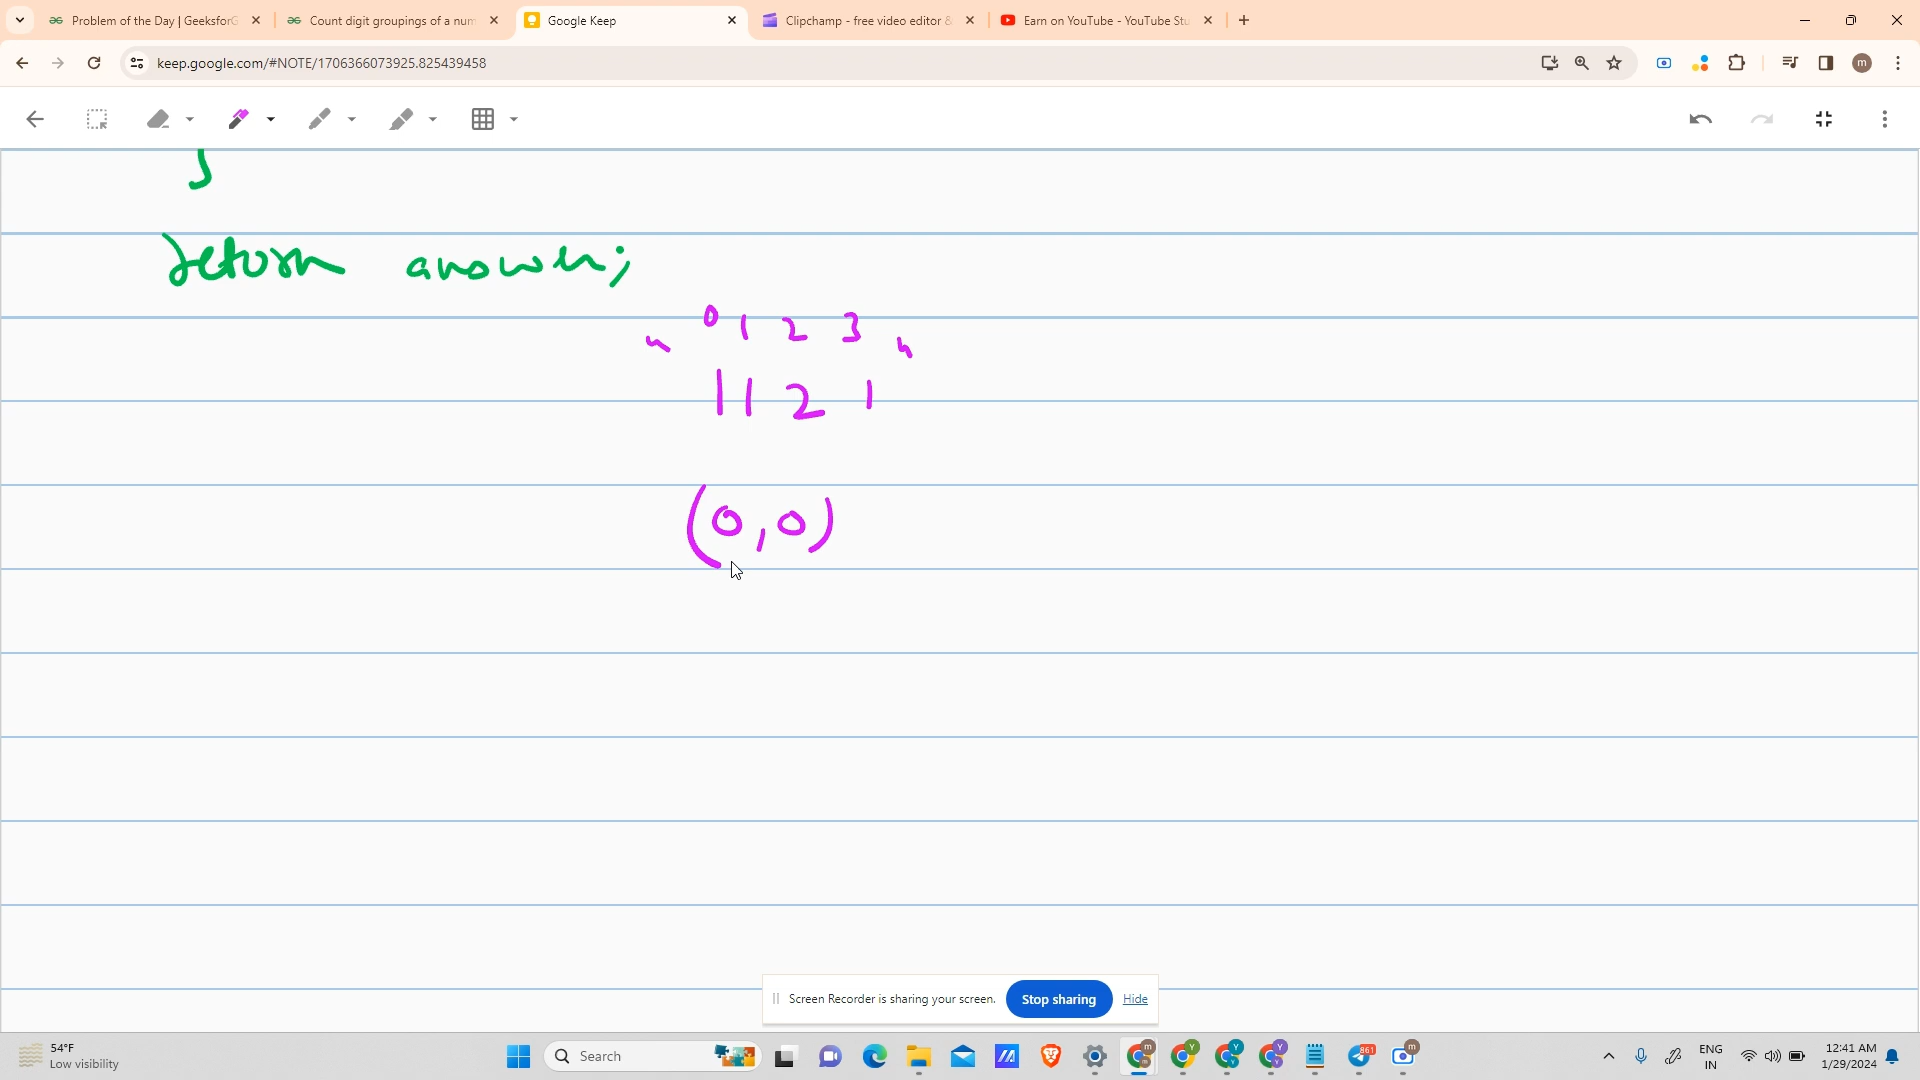 Problem of the Day | GeeksforG
Count digit groupings of a num
Google Keep
Clipchamp - free video editor &
Earn on YouTube - YouTube Stu
keep.google.com/#NOTE/1706366073925.825439458
m
}
return answer;
" 0 1 2 3 "
1 1 2 1
(0,0)
Screen Recorder is sharing your screen.
Stop sharing
Hide
54°F
Low visibility
Search
m
Y
Y
Y
861
m
ENG
IN
12:41 AM
1/29/2024